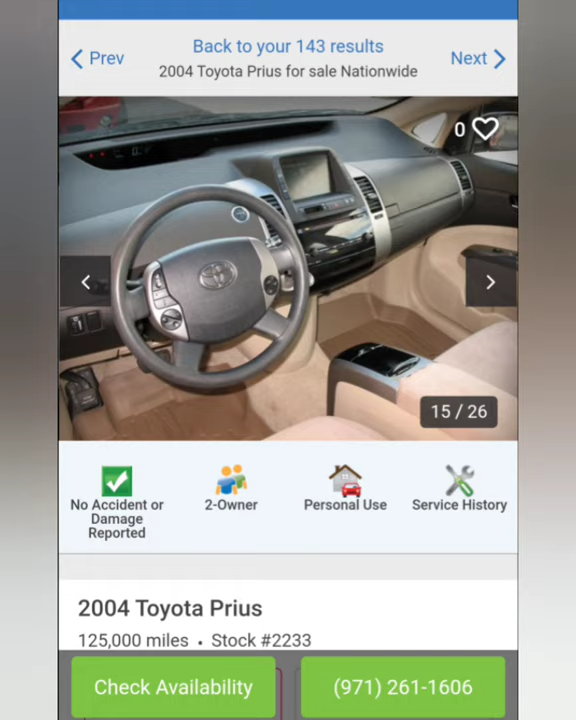 Prev
Back to your 143 results
2004 Toyota Prius for sale Nationwide
Next
0
15 / 26
No Accident or
Damage
Reported
2-Owner
Personal Use
Service History
2004 Toyota Prius
125,000 miles • Stock #2233
Check Availability
(971) 261-1606